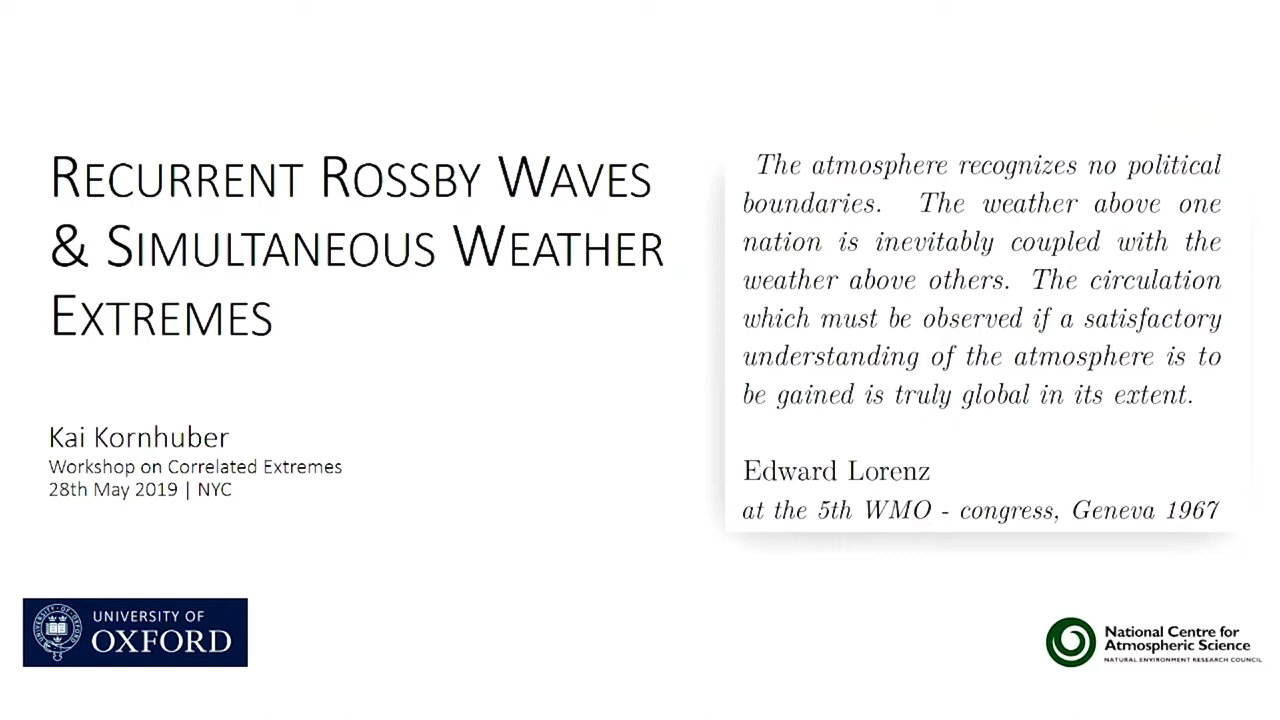 RECURRENT ROSSBY WAVES
& SIMULTANEOUS WEATHER
EXTREMES
Kai Kornhuber
Workshop on Correlated Extremes
28th May 2019 | NYC
The atmosphere recognizes no political
boundaries. The weather above one
nation is inevitably coupled with the
weather above others. The circulation
which must be observed if a satisfactory
understanding of the atmosphere is to
be gained is truly global in its extent.
Edward Lorenz
at the 5th WMO - congress, Geneva 1967
UNIVERSITY OF
OXFORD
National Centre for
Atmospheric Science
NATURAL ENVIRONMENT RESEARCH COUNCIL